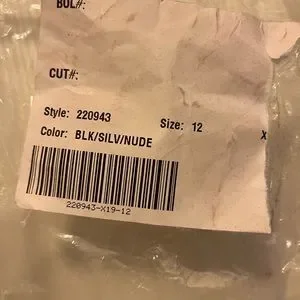 BOL#:
CUT#:
Style: 220943
Size: 12 X
Color: BLK/SILV/NUDE
220943-X19-12